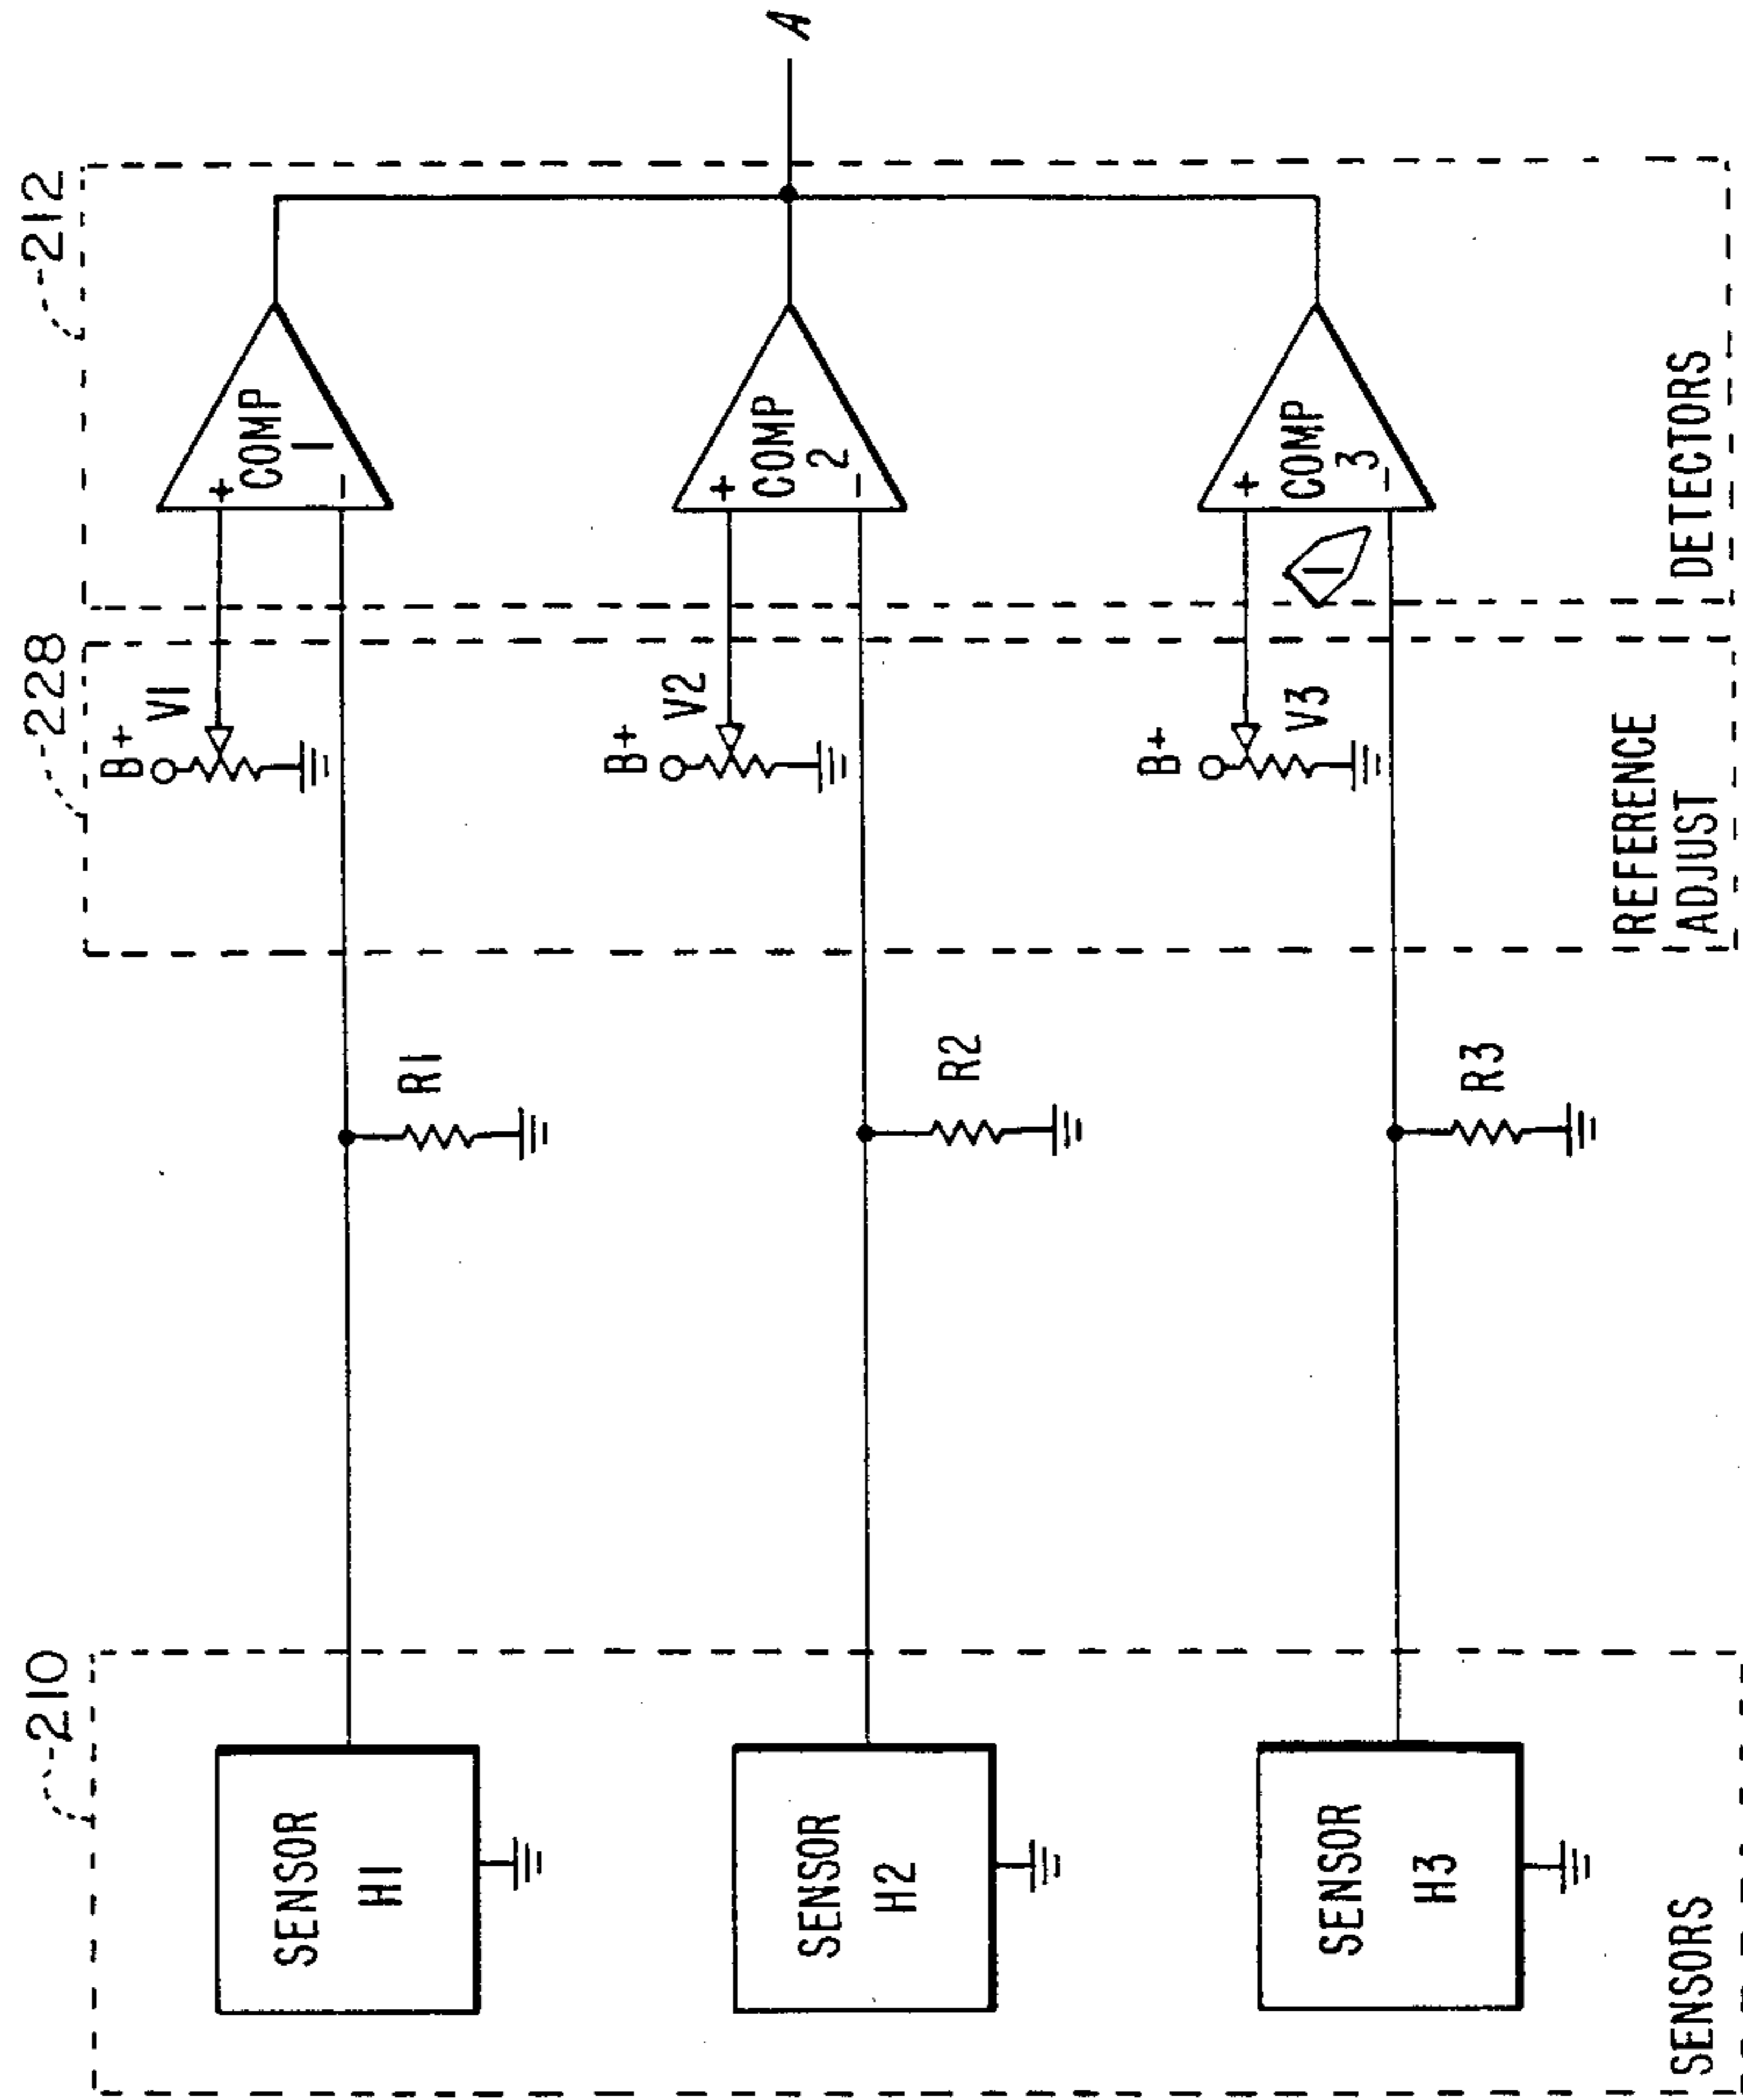 210
SENSOR
H1
SENSOR
H2
SENSOR
H3
SENSORS
R1
R2
R3
228
B+
V1
B+
V2
B+
V3
REFERENCE
ADJUST
212
+
COMP
1
-
+
COMP
2
-
+
COMP
3
-
1
DETECTORS
A